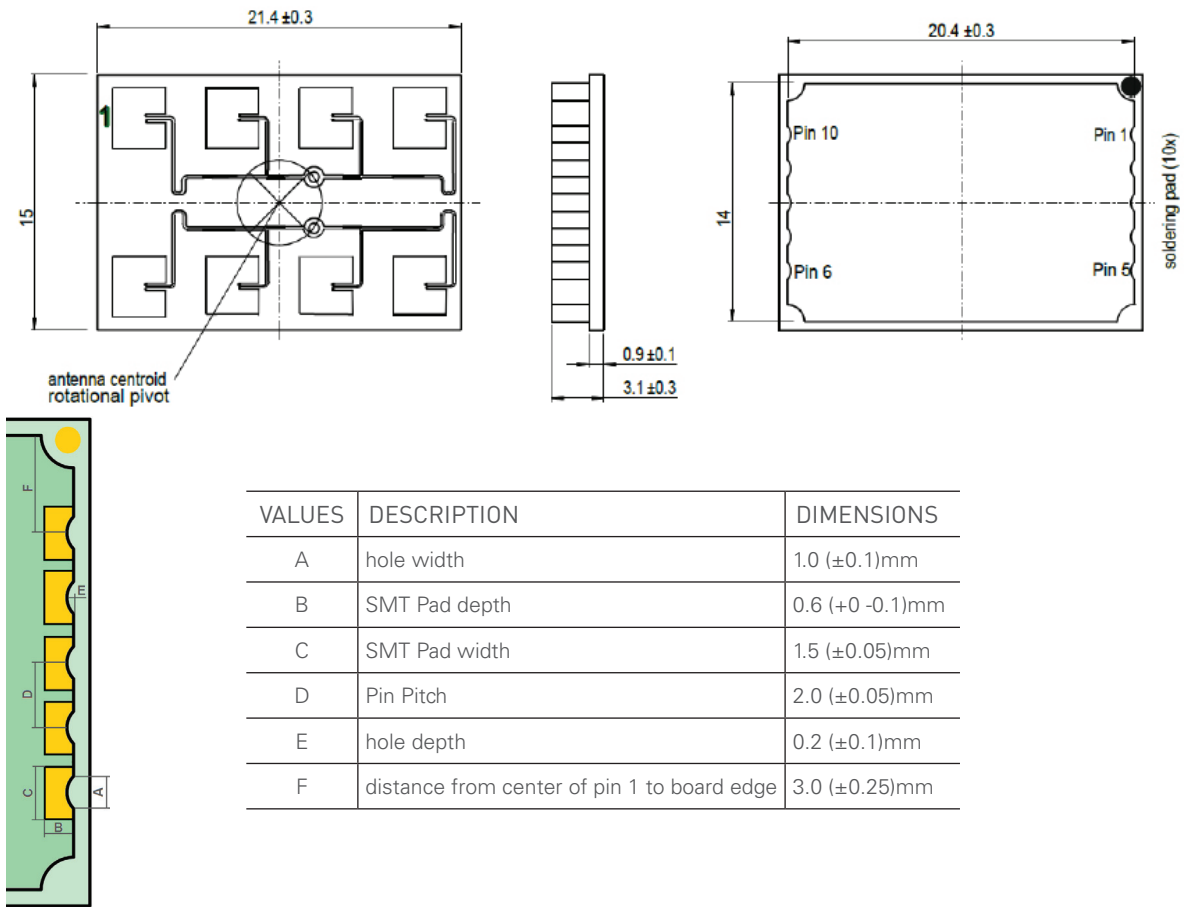 21.4 ±0.3
15
1
antenna centroid
rotational pivot
0.9 ±0.1
3.1 ±0.3
20.4 ±0.3
14
Pin 10
Pin 1
Pin 6
Pin 5
soldering pad (10x)
F
E
D
C
A
B
VALUES DESCRIPTION DIMENSIONS
A hole width 1.0 (±0.1)mm
B SMT Pad depth 0.6 (+0 -0.1)mm
C SMT Pad width 1.5 (±0.05)mm
D Pin Pitch 2.0 (±0.05)mm
E hole depth 0.2 (±0.1)mm
F distance from center of pin 1 to board edge 3.0 (±0.25)mm